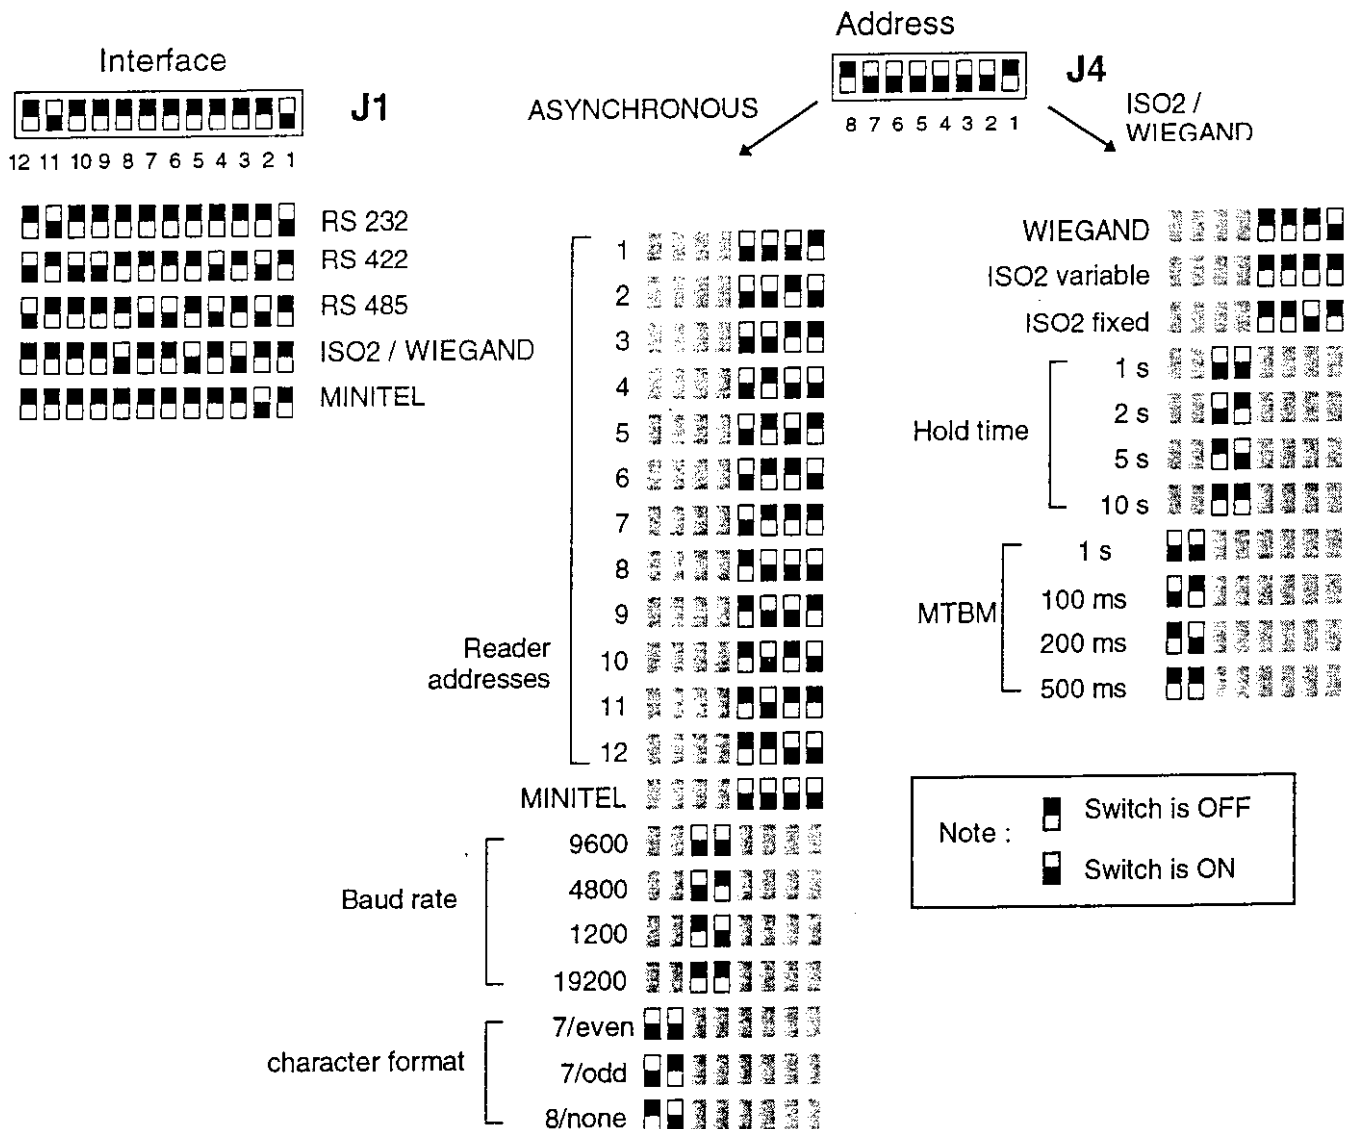 Interface
J1
12 11 10 9 8 7 6 5 4 3 2 1
RS 232
RS 422
RS 485
ISO2 / WIEGAND
MINITEL
Address
J4
8 7 6 5 4 3 2 1
ASYNCHRONOUS
ISO2 /
WIEGAND
Reader
addresses
1
2
3
4
5
6
7
8
9
10
11
12
MINITEL
Baud rate
9600
4800
1200
19200
character format
7/even
7/odd
8/none
WIEGAND
ISO2 variable
ISO2 fixed
Hold time
1 s
2 s
5 s
10 s
MTBM
1 s
100 ms
200 ms
500 ms
Note :
Switch is OFF
Switch is ON